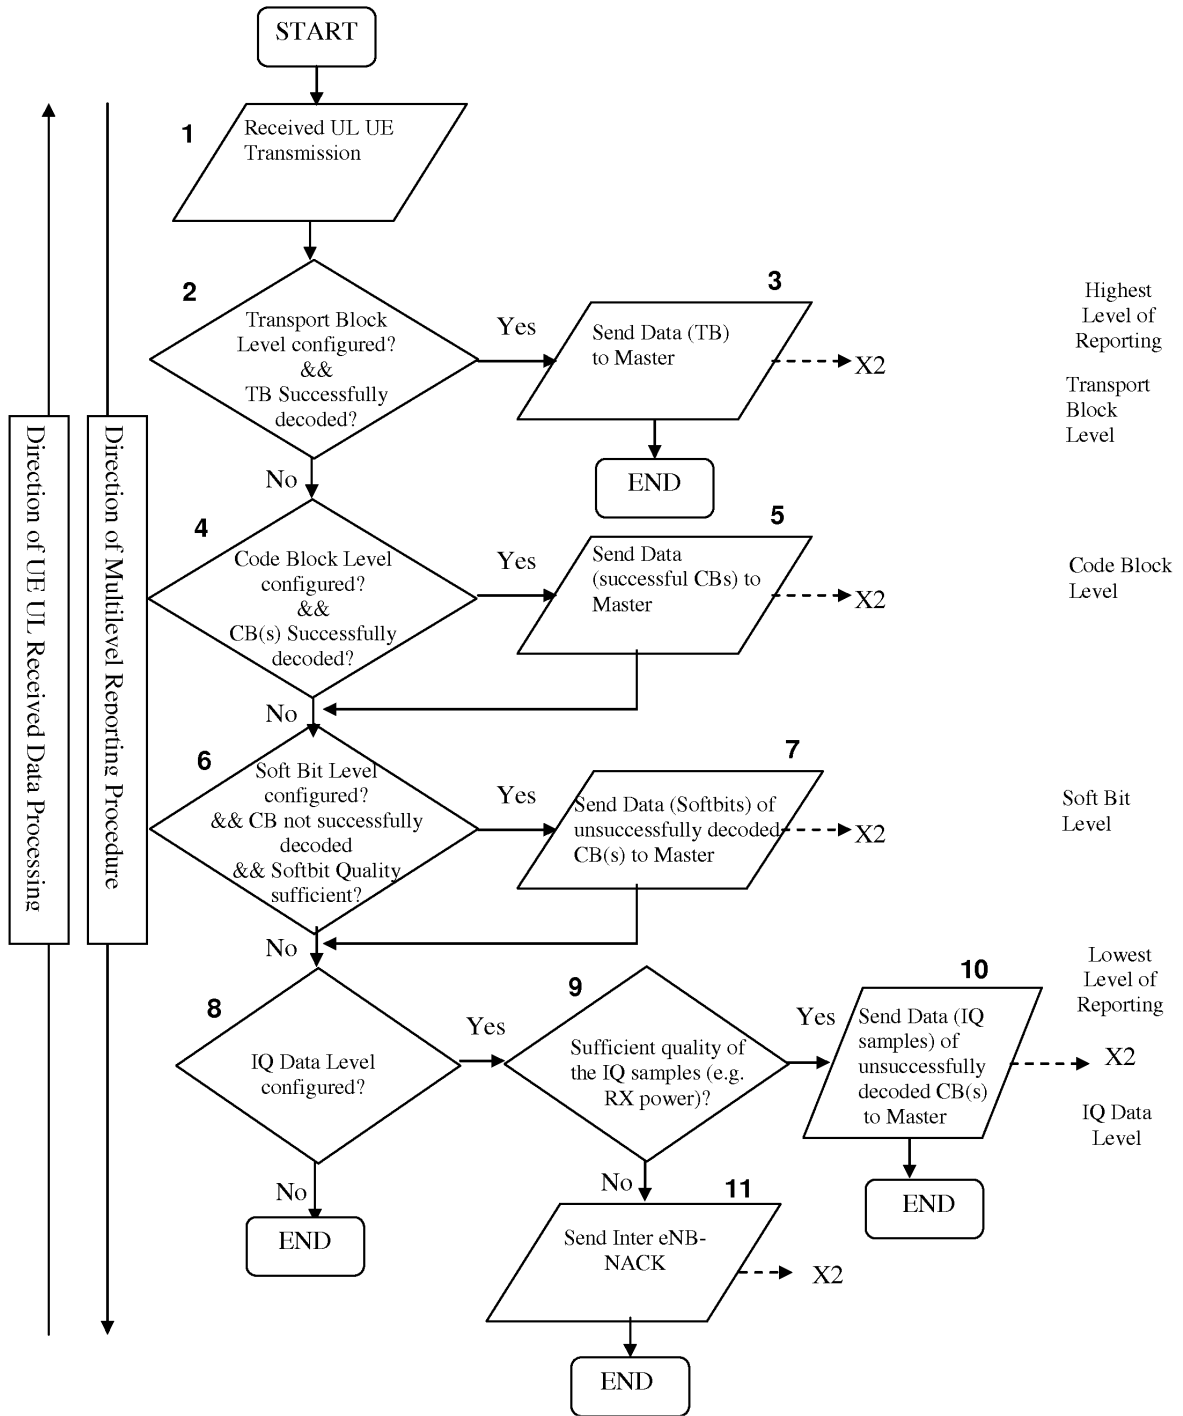 START
1
Received UL UE
Transmission
2
Transport Block
Level configured?
&&
TB Successfully
decoded?
Yes
3
Send Data (TB)
to Master
X2
Highest
Level of
Reporting
Transport
Block
Level
END
No
4
Code Block Level
configured?
&&
CB(s) Successfully
decoded?
Yes
5
Send Data
(successful CBs) to
Master
X2
Code Block
Level
No
6
Soft Bit Level
configured?
&& CB not successfully
decoded
&& Softbit Quality
sufficient?
Yes
7
Send Data (Softbits) of
unsuccessfully decoded
CB(s) to Master
X2
Soft Bit
Level
No
8
IQ Data Level
configured?
Yes
9
Sufficient quality of
the IQ samples (e.g.
RX power)?
Yes
10
Send Data (IQ
samples) of
unsuccessfully
decoded CB(s)
to Master
Lowest
Level of
Reporting
X2
IQ Data
Level
No
END
No
11
Send Inter eNB-
NACK
X2
END
END
Direction of UE UL Received Data Processing
Direction of Multilevel Reporting Procedure